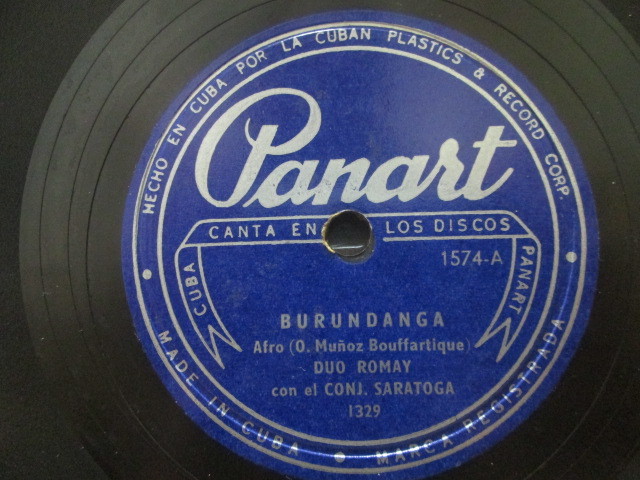 HECHO EN CUBA POR LA CUBAN PLASTICS & RECORD CORP.
Panart
CUBA CANTA EN LOS DISCOS PANART
1574-A
BURUNDANGA
Afro (O. Muñoz Bouffartique)
DUO ROMAY
con el CONJ. SARATOGA
1329
MADE IN CUBA • MARCA REGISTRADA